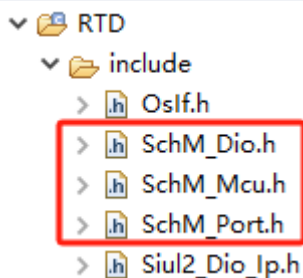 RTD
include
OsIf.h
SchM_Dio.h
SchM_Mcu.h
SchM_Port.h
Siul2_Dio_Ip.h